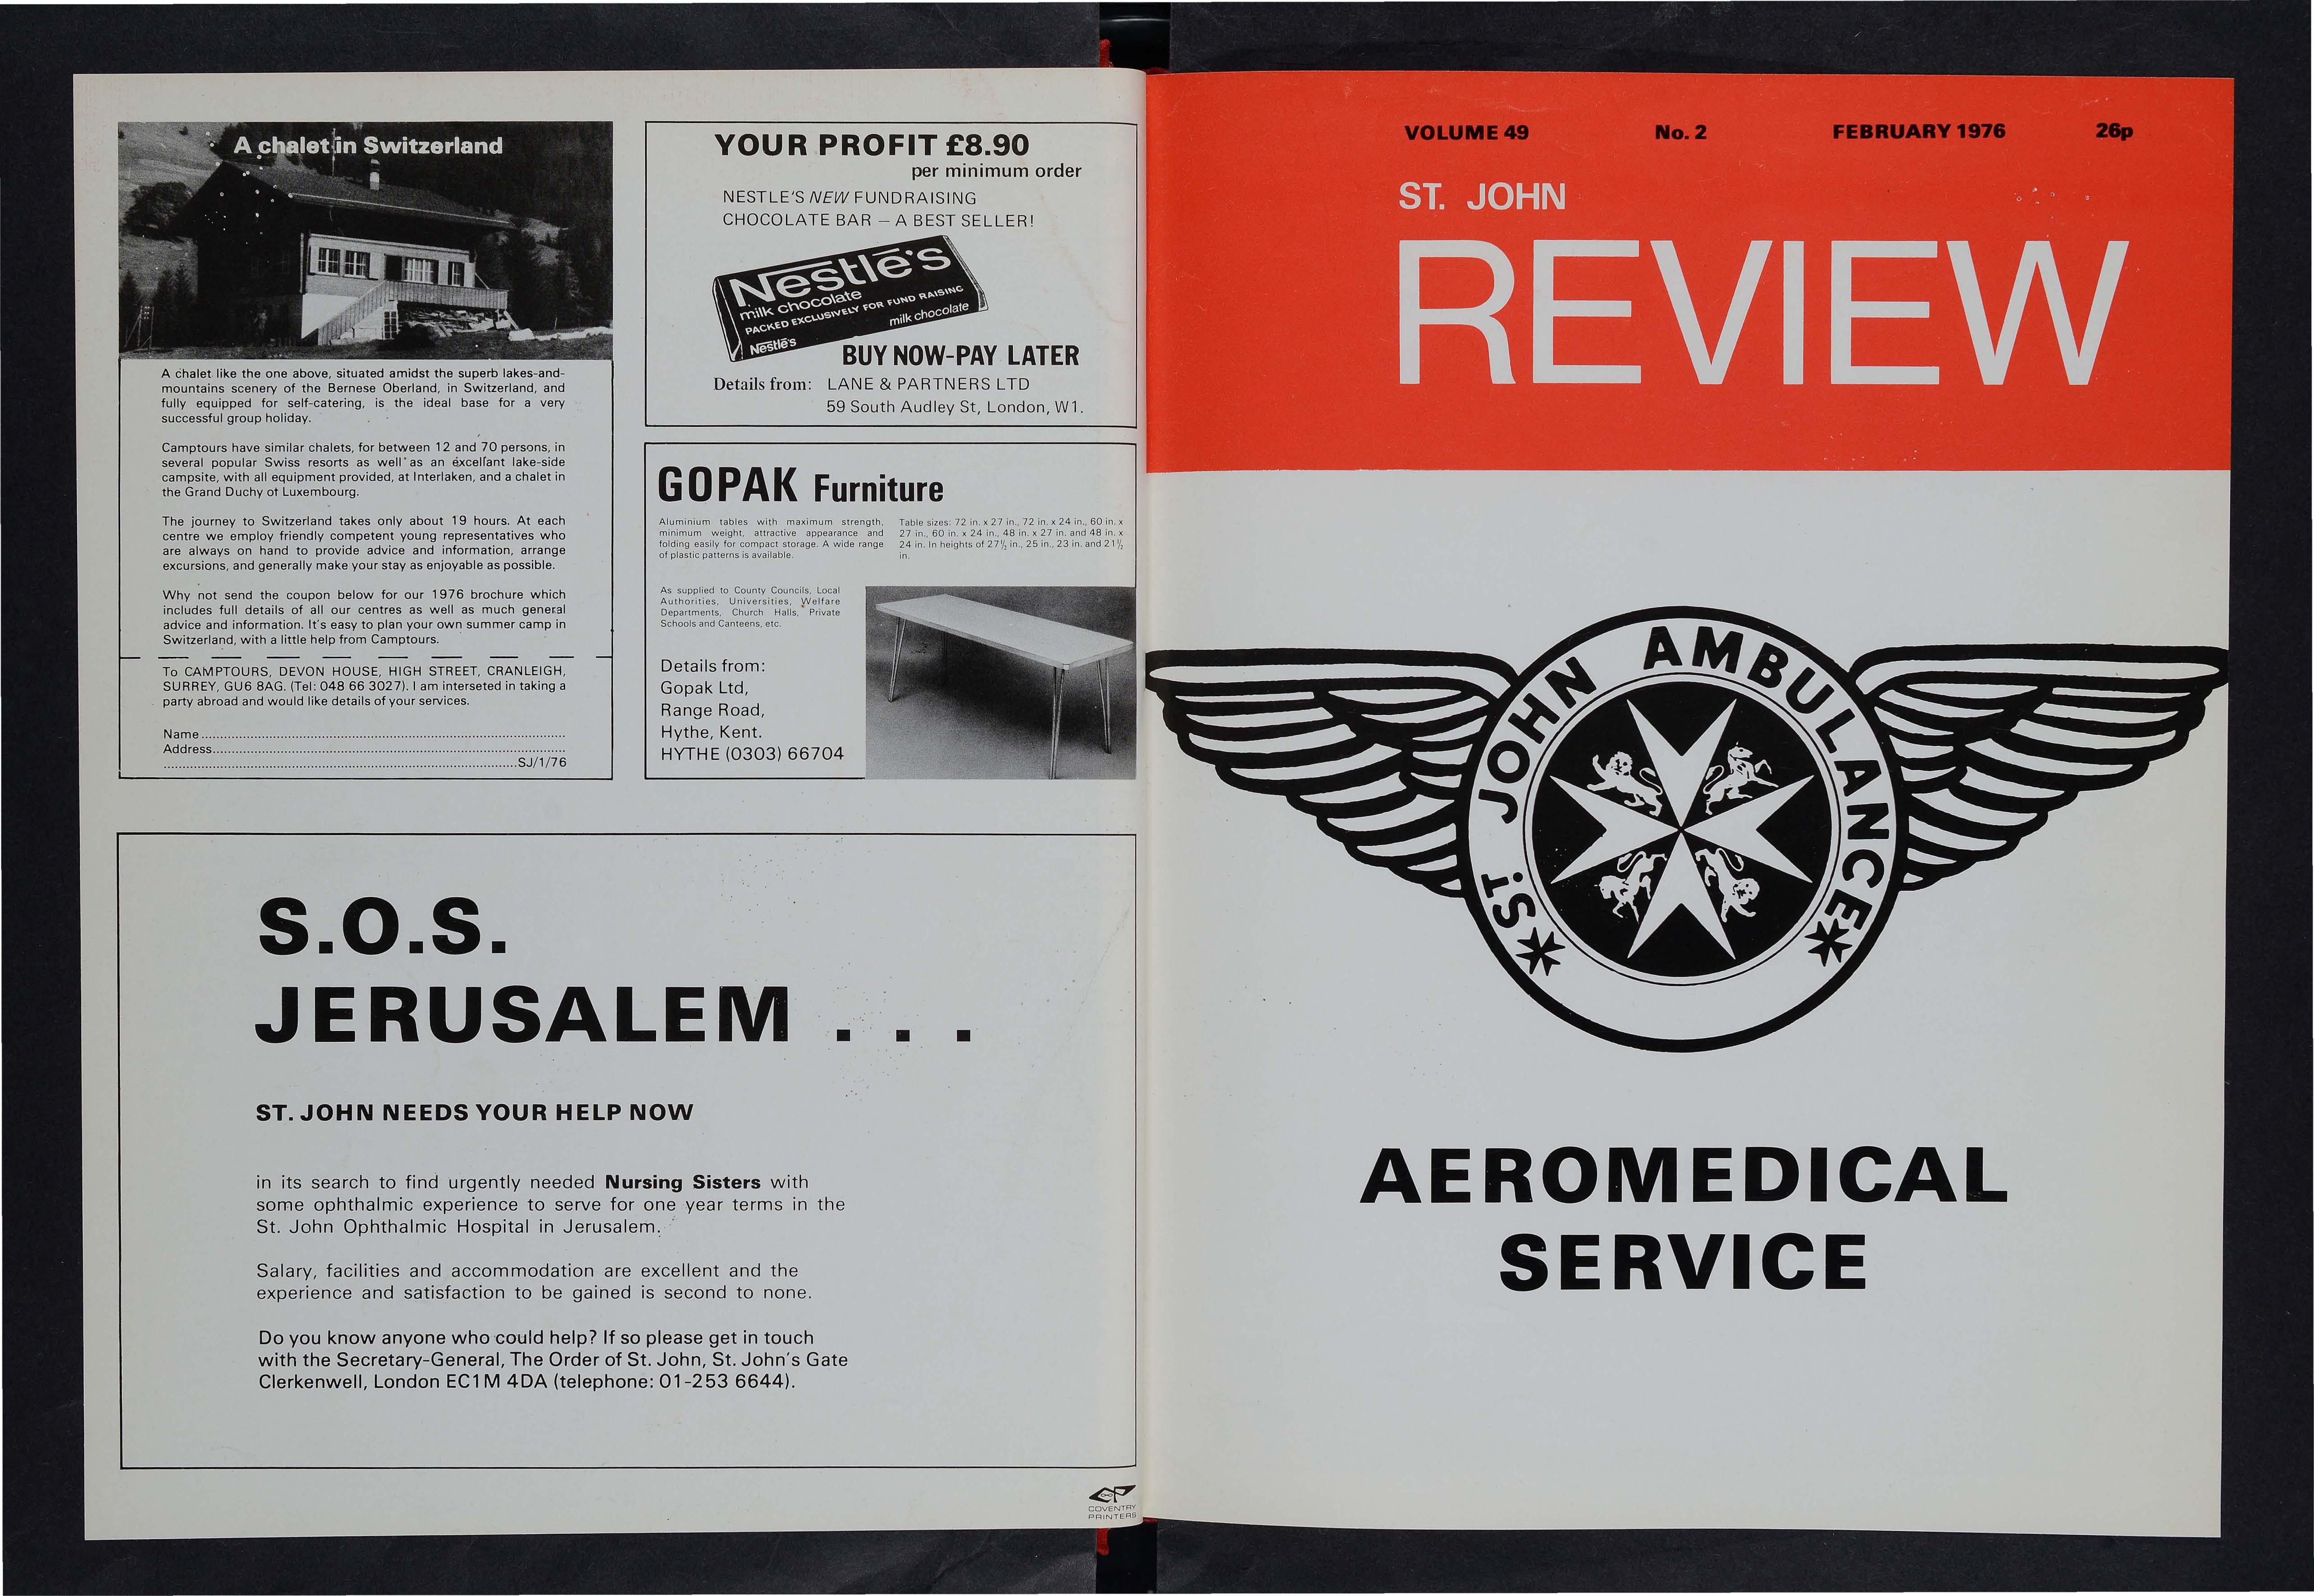 A chalet in Switzerland
A chalet like the one above, situated amidst the superb lakes-and-
mountains scenery of the Bernese Oberland, in Switzerland, and
fully equipped for self-catering, is the ideal base for a very
successful group holiday.
Camptours have similar chalets, for between 12 and 70 persons, in
several popular Swiss resorts as well as an excellant lake-side
campsite, with all equipment provided, at Interlaken, and a chalet in
the Grand Duchy of Luxembourg.
The journey to Switzerland takes only about 19 hours. At each
centre we employ friendly competent young representatives who
are always on hand to provide advice and information, arrange
excursions, and generally make your stay as enjoyable as possible.
Why not send the coupon below for our 1976 brochure which
includes full details of all our centres as well as much general
advice and information. It's easy to plan your own summer camp in
Switzerland, with a little help from Camptours.
To CAMPTOURS, DEVON HOUSE, HIGH STREET, CRANLEIGH,
SURREY, GU6 8AG. (Tel: 048 66 3027). I am interseted in taking a
party abroad and would like details of your services.
Name
Address
SJ/1/76
YOUR PROFIT £8.90
per minimum order
NESTLE'S NEW FUNDRAISING
CHOCOLATE BAR – A BEST SELLER!
Nestlé's
milk chocolate
PACKED EXCLUSIVELY FOR FUND RAISING
milk chocolate
Nestlé's
BUY NOW-PAY LATER
Details from: LANE & PARTNERS LTD
59 South Audley St, London, W1.
GOPAK Furniture
Aluminium tables with maximum strength,
minimum weight, attractive appearance and
folding easily for compact storage. A wide range
of plastic patterns is available.
Table sizes: 72 in. x 27 in., 72 in. x 24 in., 60 in. x
27 in., 60 in. x 24 in., 48 in. x 27 in. and 48 in. x
24 in. In heights of 27½ in., 25 in., 23 in. and 21½
in.
As supplied to County Councils, Local
Authorities, Universities, Welfare
Departments, Church Halls, Private
Schools and Canteens, etc.
Details from:
Gopak Ltd,
Range Road,
Hythe, Kent.
HYTHE (0303) 66704
S.O.S.
JERUSALEM . . .
ST. JOHN NEEDS YOUR HELP NOW
in its search to find urgently needed Nursing Sisters with
some ophthalmic experience to serve for one year terms in the
St. John Ophthalmic Hospital in Jerusalem.
Salary, facilities and accommodation are excellent and the
experience and satisfaction to be gained is second to none.
Do you know anyone who could help? If so please get in touch
with the Secretary-General, The Order of St. John, St. John's Gate
Clerkenwell, London EC1M 4DA (telephone: 01-253 6644).
COVENTRY
PRINTERS
VOLUME 49 No. 2 FEBRUARY 1976 26p
ST. JOHN
REVIEW
ST. JOHN AMBULANCE
AEROMEDICAL
SERVICE